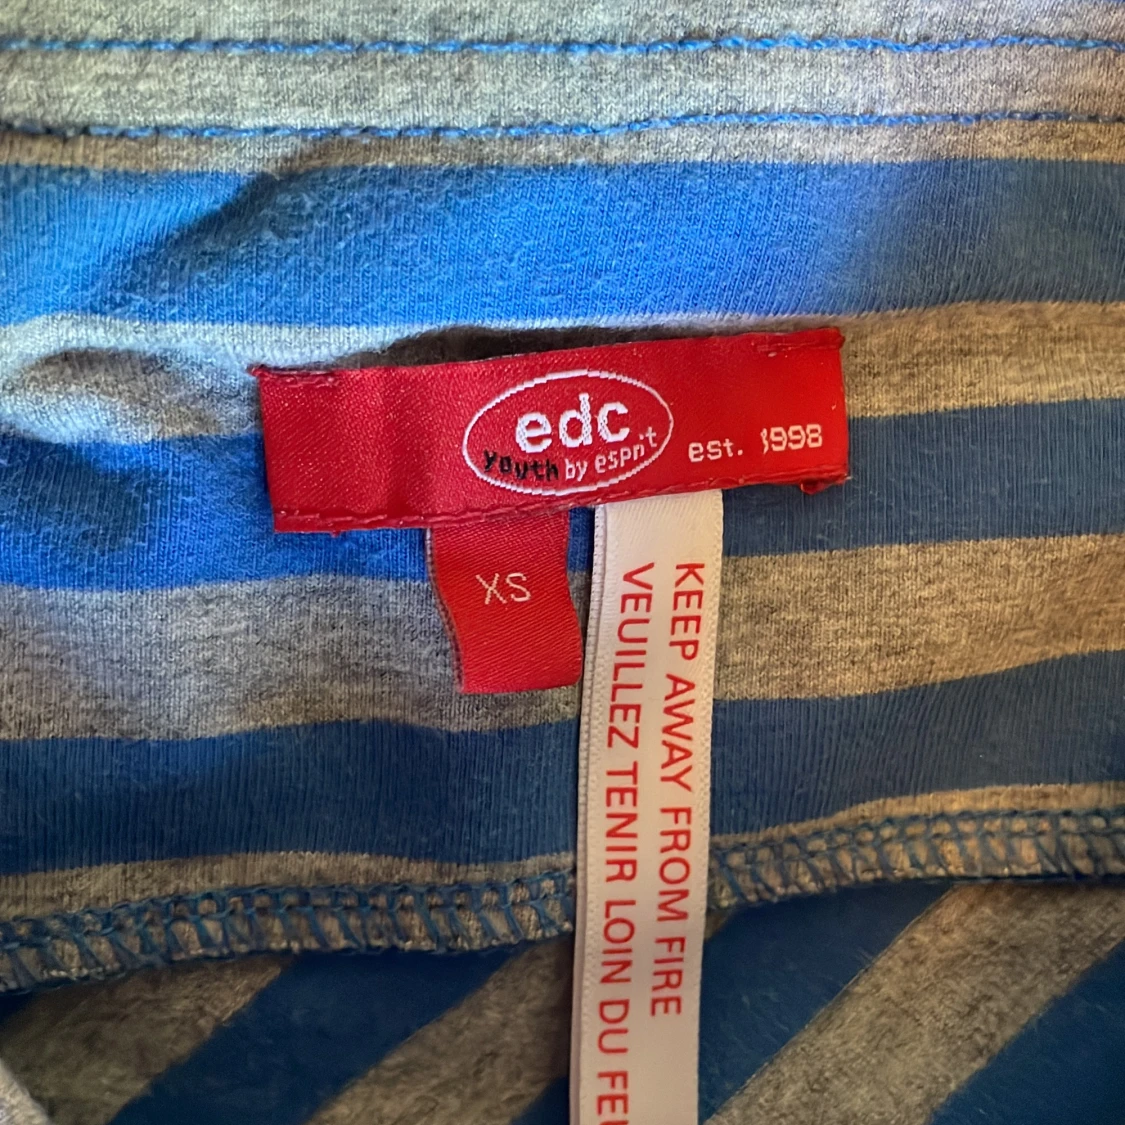 edc
youth by esprit
est. 1998
XS
KEEP AWAY FROM FIRE
VEUILLEZ TENIR LOIN DU